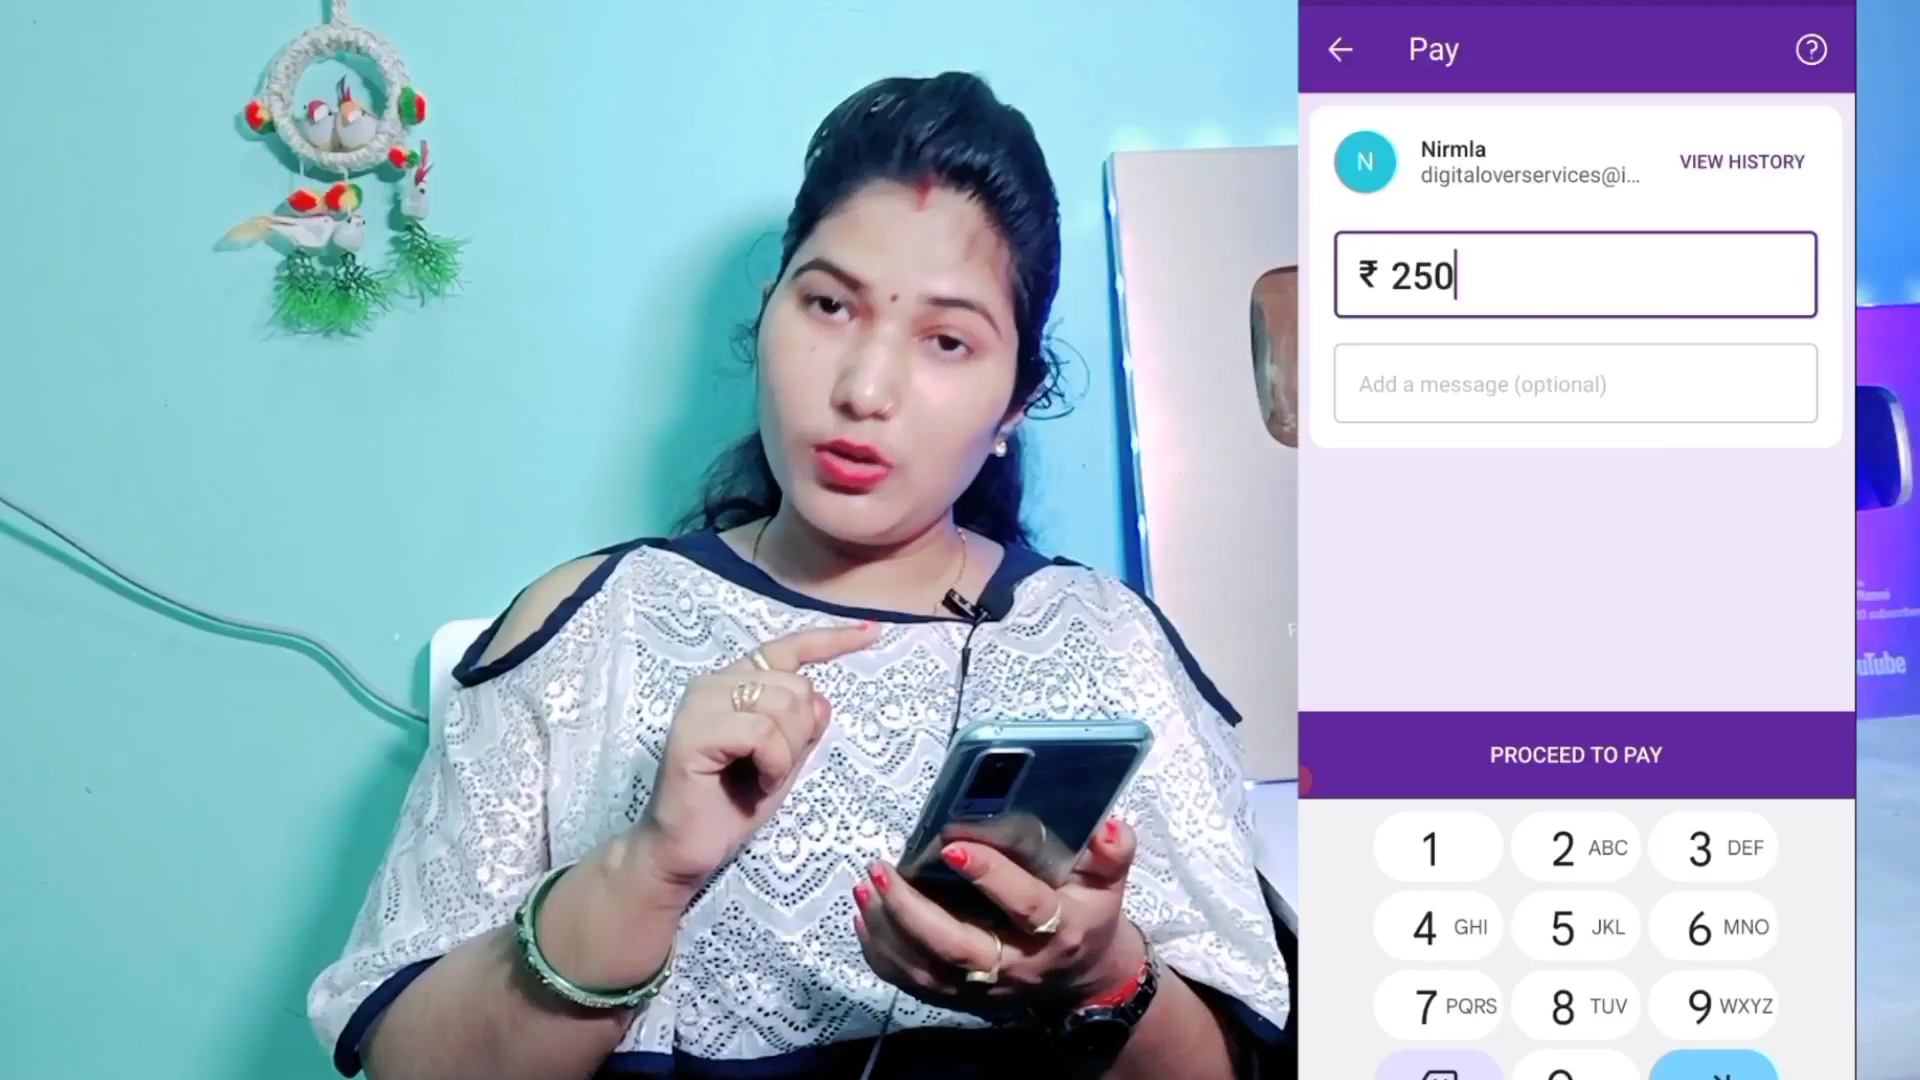 Pay
Nirmla
digitaloverservices@i...
VIEW HISTORY
₹ 250
Add a message (optional)
PROCEED TO PAY
1
2 ABC
3 DEF
4 GHI
5 JKL
6 MNO
7 PQRS
8 TUV
9 WXYZ
uTube